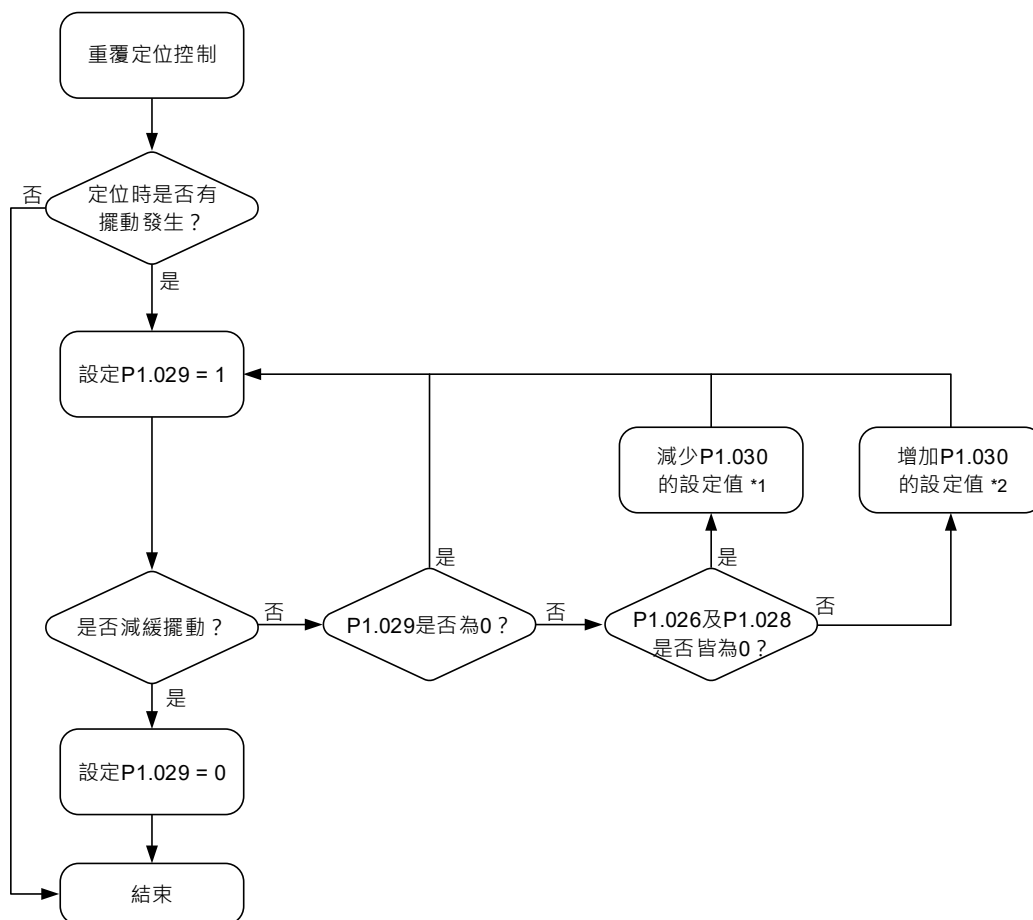 重覆定位控制
否
定位時是否有
擺動發生？
是
設定P1.029 = 1
減少P1.030
的設定值 *1
增加P1.030
的設定值 *2
是否減緩擺動？
否
是
P1.029是否為0？
否
是
P1.026及P1.028
是否皆為0？
否
是
設定P1.029 = 0
結束